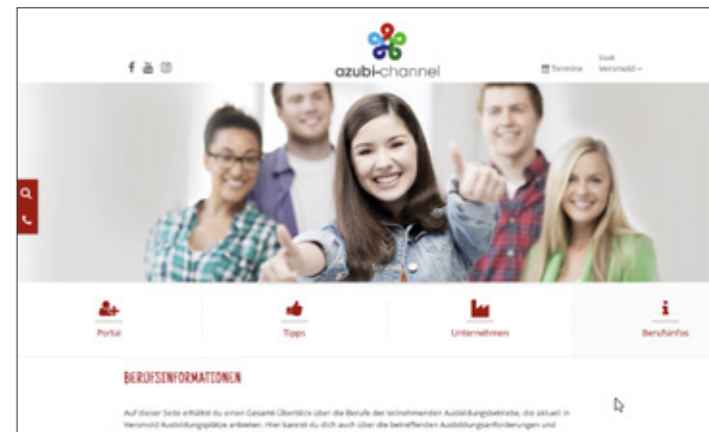 azubi-channel
Stadt
Termine Versmold
Portal Tipps Unternehmen Berufsinfos
BERUFSINFORMATIONEN
Auf dieser Seite erhältst du einen Gesamt-Überblick über die Berufe der teilnehmenden Ausbildungsbetriebe, die aktuell in
Versmold Ausbildungsplätze anbieten. Hier kannst du dich auch über die betreffenden Ausbildungsanforderungen und